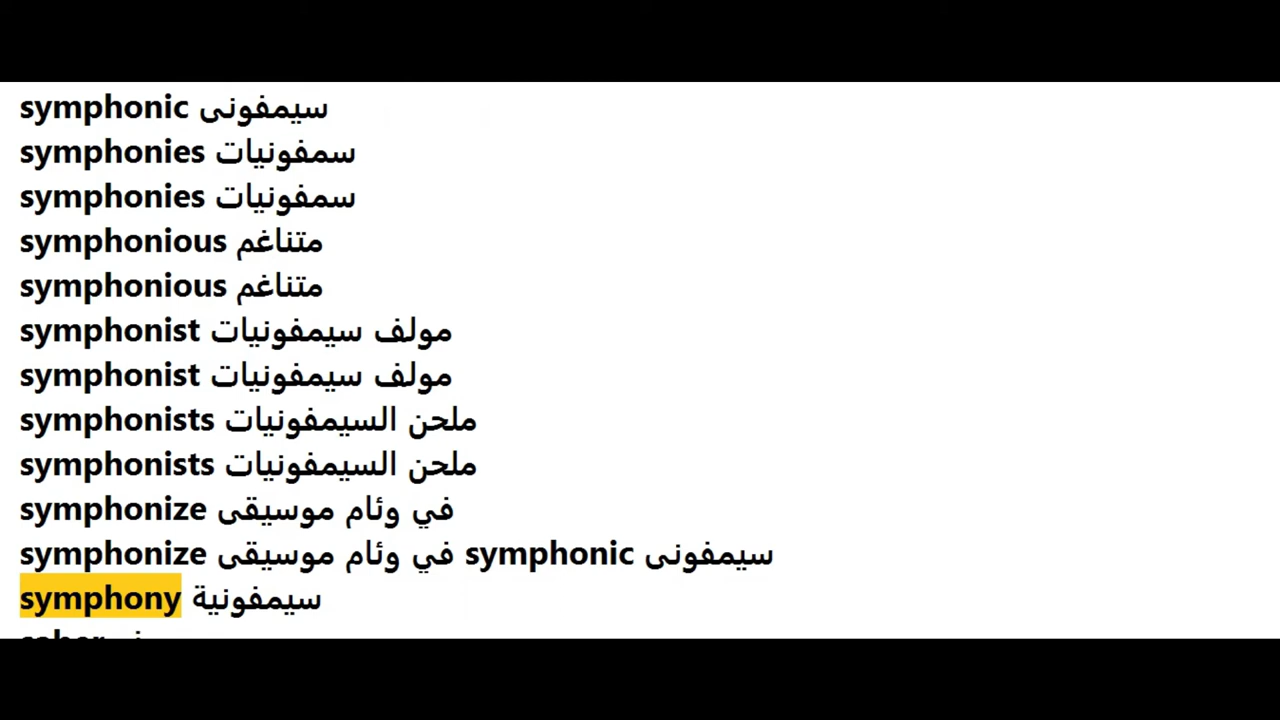 symphonic سيمفونى
symphonies سمفونيات
symphonies سمفونيات
symphonious متناغم
symphonious متناغم
symphonist مولف سيمفونيات
symphonist مولف سيمفونيات
symphonists ملحن السيمفونيات
symphonists ملحن السيمفونيات
symphonize في وئام موسيقى
symphonize في وئام موسيقى symphonic سيمفونى
symphony سيمفونية